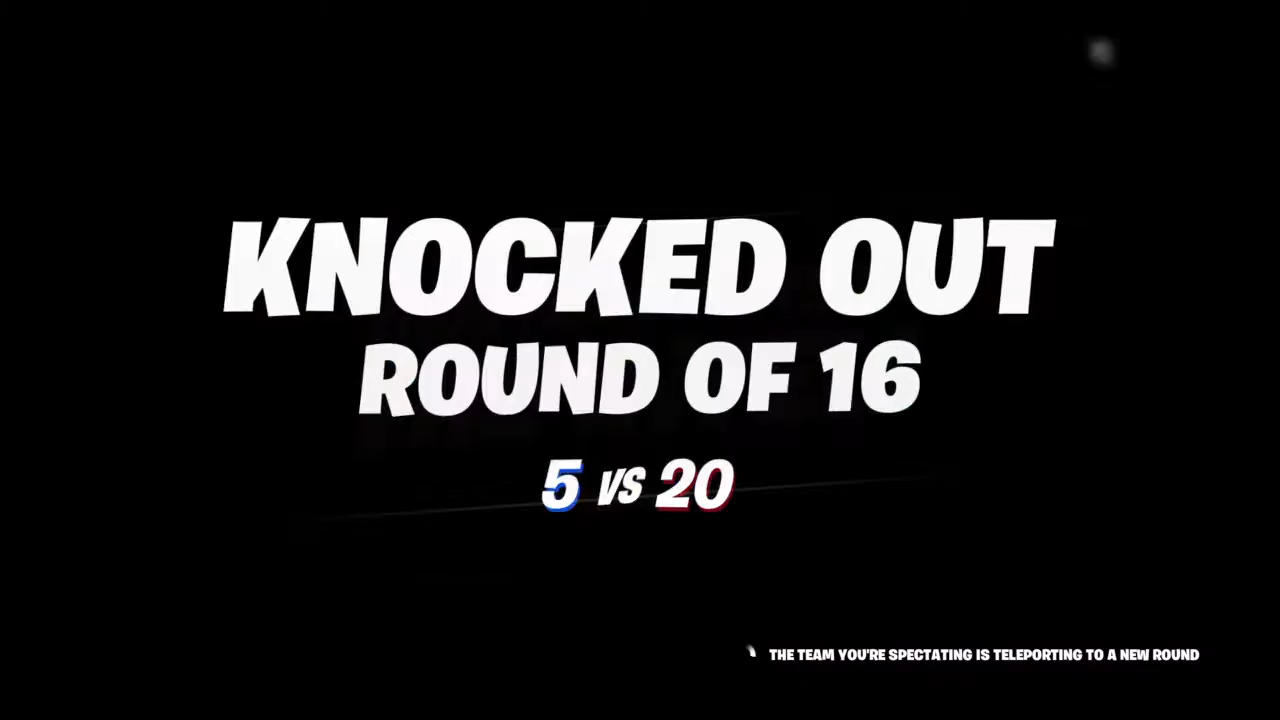 KNOCKED OUT
ROUND OF 16
5 VS 20
THE TEAM YOU'RE SPECTATING IS TELEPORTING TO A NEW ROUND